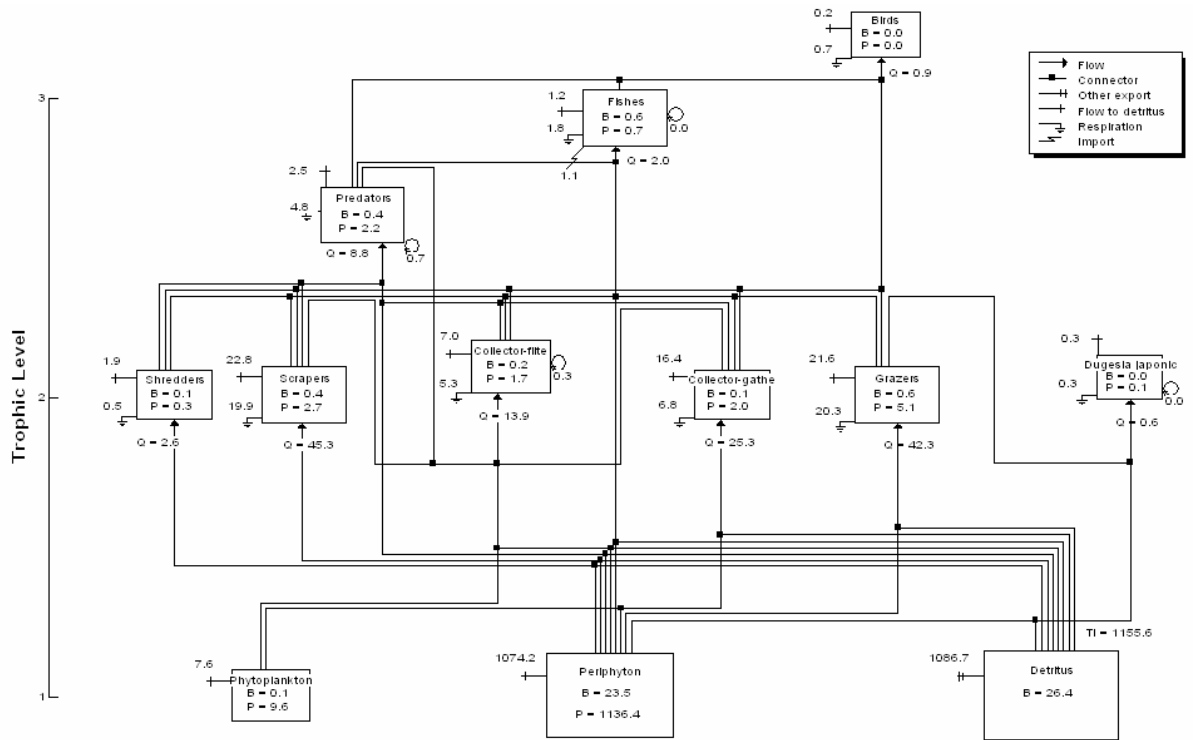 0.2
Birds
B = 0.0
P = 0.0
0.7
Q = 0.9
Flow
Connector
Other export
Flow to detritus
Respiration
Import
3
1.2
Fishes
B = 0.6
P = 0.7
1.8
0.0
1.1
Q = 2.0
2.5
Predators
B = 0.4
P = 2.2
4.8
Q = 8.8
0.7
Trophic Level
2
1.9
Shredders
B = 0.1
P = 0.3
0.5
Q = 2.6
22.8
Scrapers
B = 0.4
P = 2.7
19.9
Q = 45.3
7.0
Collector-filte
B = 0.2
P = 1.7
5.3
0.3
Q = 13.9
16.4
Collector-gathe
B = 0.1
P = 2.0
6.8
Q = 25.3
21.6
Grazers
B = 0.6
P = 5.1
20.3
Q = 42.3
0.3
Dugesia japonic
B = 0.0
P = 0.1
0.3
0.0
Q = 0.6
1
7.6
Phytoplankton
B = 0.1
P = 9.6
1074.2
Periphyton
B = 23.5
P = 1136.4
TI = 1155.6
1086.7
Detritus
B = 26.4